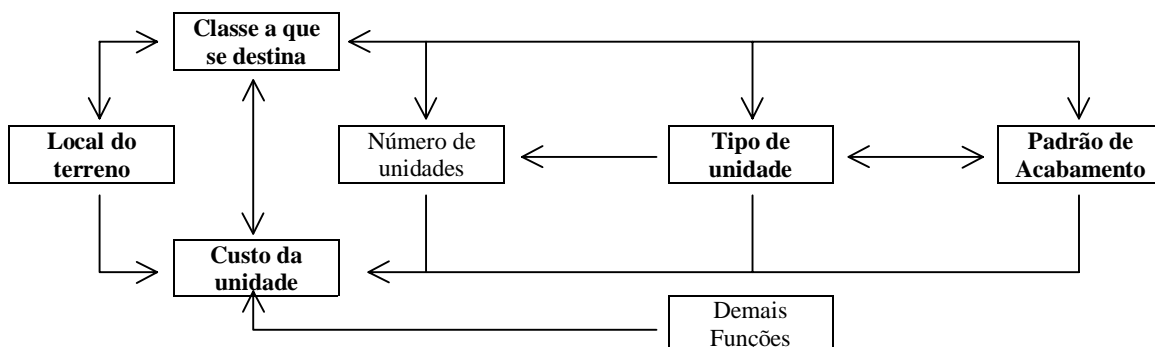 Classe a que
se destina
Local do
terreno
Número de
unidades
Tipo de
unidade
Padrão de
Acabamento
Custo da
unidade
Demais
Funções